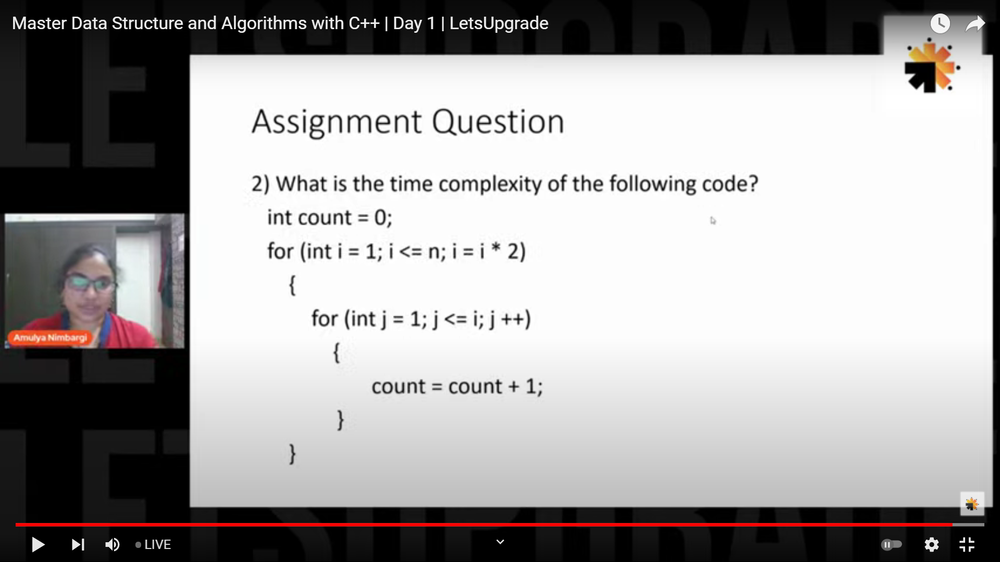 Master Data Structure and Algorithms with C++ | Day 1 | LetsUpgrade
Assignment Question
2) What is the time complexity of the following code?
int count = 0;
for (int i = 1; i <= n; i = i * 2)
{
for (int j = 1; j <= i; j ++)
{
count = count + 1;
}
}
Amulya Nimbargi
LIVE